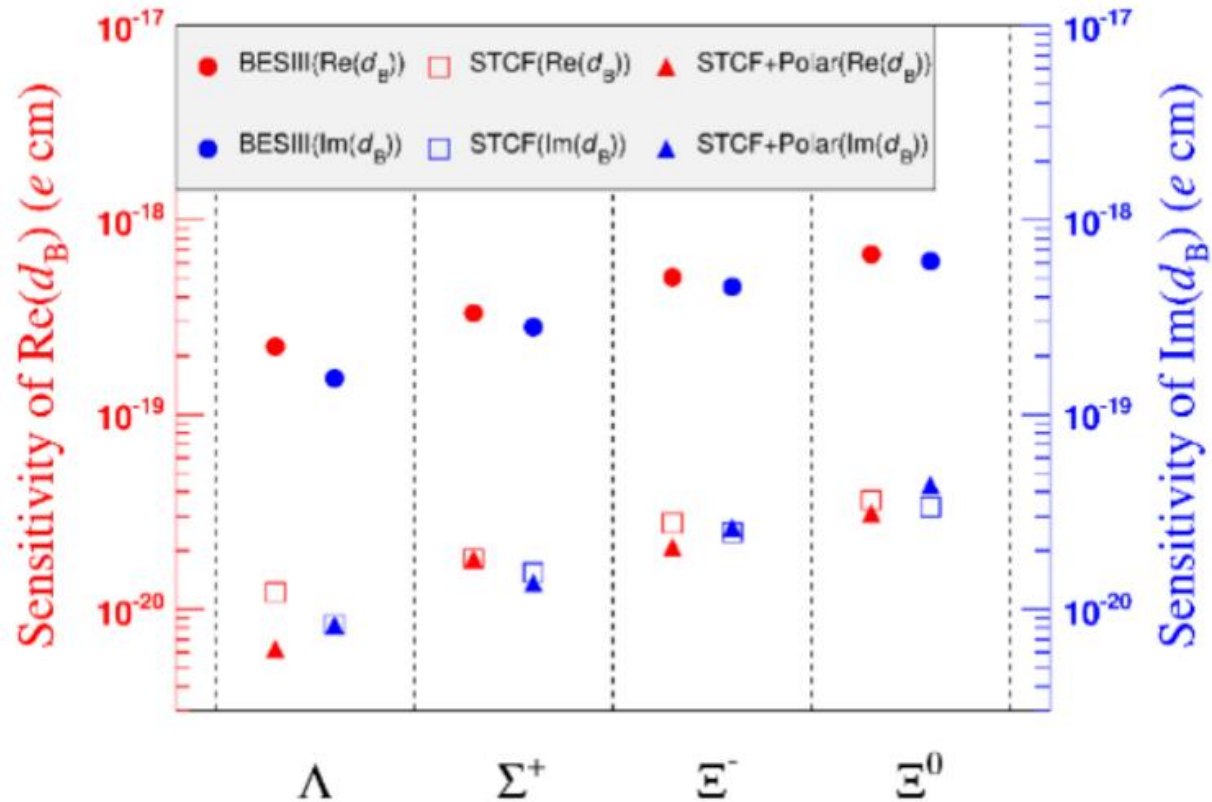 10⁻¹⁷
10⁻¹⁸
10⁻¹⁹
10⁻²⁰
Sensitivity of Re(d_B) (e cm)
BESIII(Re(d_B)) STCF(Re(d_B)) STCF+Polar(Re(d_B))
BESIII(Im(d_B)) STCF(Im(d_B)) STCF+Polar(Im(d_B))
10⁻¹⁷
10⁻¹⁸
10⁻¹⁹
10⁻²⁰
Sensitivity of Im(d_B) (e cm)
Λ Σ⁺ Ξ⁻ Ξ⁰